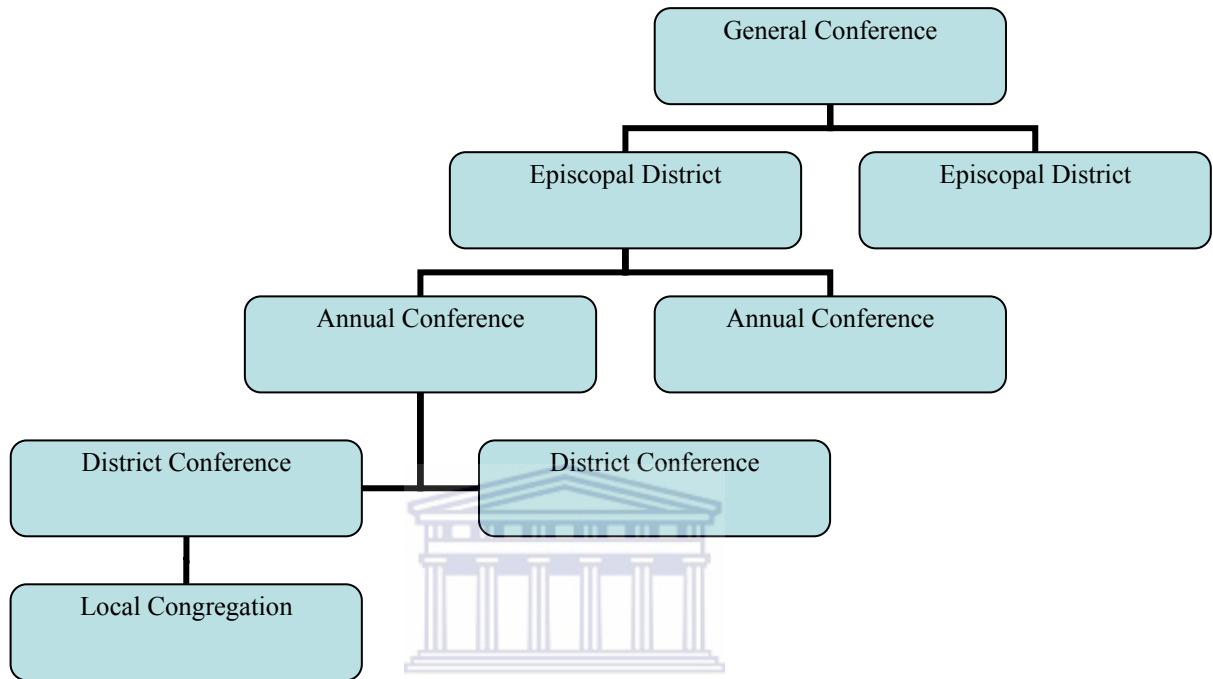 General Conference
Episcopal District
Episcopal District
Annual Conference
Annual Conference
District Conference
District Conference
Local Congregation